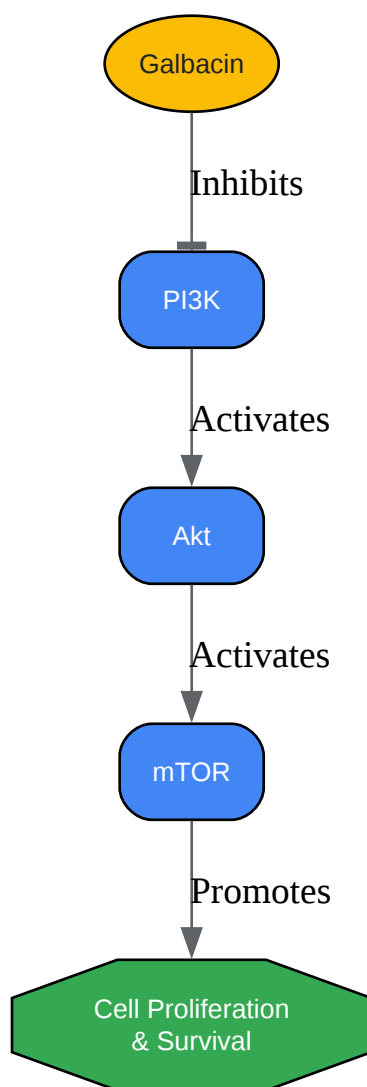 Galbacin
Inhibits
PI3K
Activates
Akt
Activates
mTOR
Promotes
Cell Proliferation
& Survival